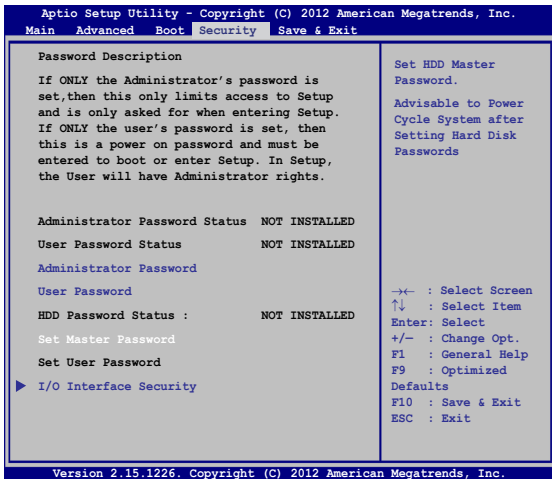 Aptio Setup Utility - Copyright (C) 2012 American Megatrends, Inc.
Main Advanced Boot Security Save & Exit
Password Description
If ONLY the Administrator's password is
set,then this only limits access to Setup
and is only asked for when entering Setup.
If ONLY the user's password is set, then
this is a power on password and must be
entered to boot or enter Setup. In Setup,
the User will have Administrator rights.
Administrator Password Status NOT INSTALLED
User Password Status NOT INSTALLED
Administrator Password
User Password
HDD Password Status : NOT INSTALLED
Set Master Password
Set User Password
I/O Interface Security
Set HDD Master
Password.
Advisable to Power
Cycle System after
Setting Hard Disk
Passwords
→← : Select Screen
↑↓ : Select Item
Enter: Select
+/— : Change Opt.
F1 : General Help
F9 : Optimized
Defaults
F10 : Save & Exit
ESC : Exit
Version 2.15.1226. Copyright (C) 2012 American Megatrends, Inc.